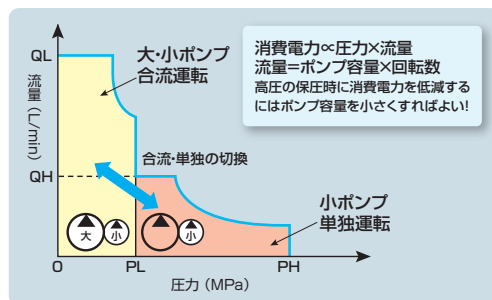 QL
大・小ポンプ
合流運転
消費電力∝圧力×流量
流量=ポンプ容量×回転数
高圧の保圧時に消費電力を低減する
にはポンプ容量を小さくすればよい!
流量（L/min）
合流・単独の切換
QH
小ポンプ
単独運転
大 小 小
0 PL PH
圧力（MPa）